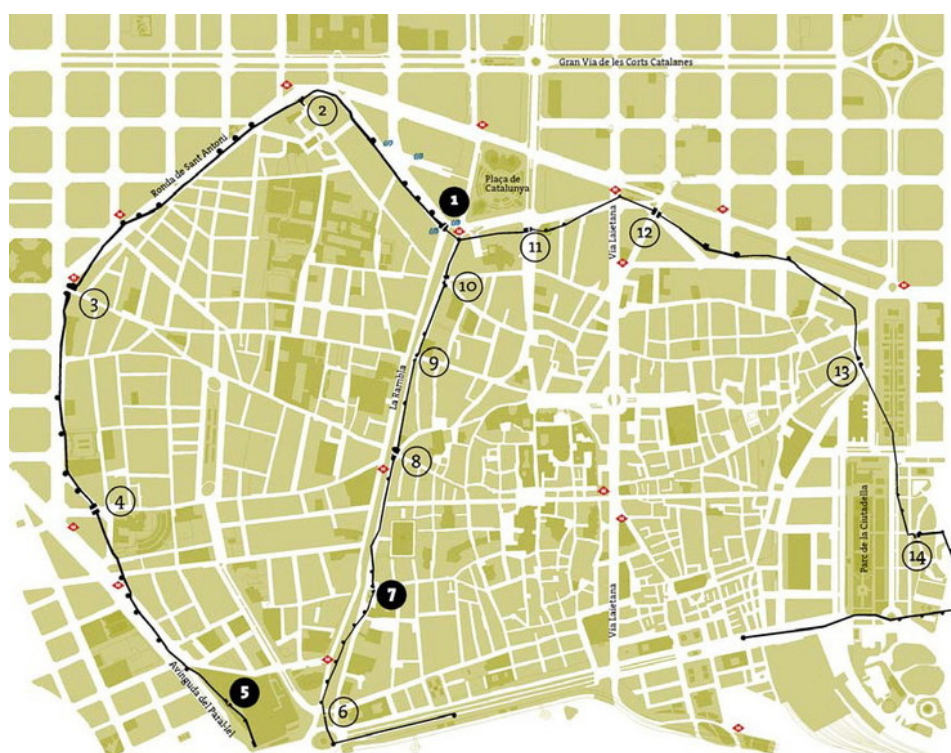 Gran Via de les Corts Catalanes
2
Ronda de Sant Antoni
Plaça de
Catalunya
1
11
12
Via Laietana
10
3
9
La Rambla
13
8
4
Parc de la Ciutadella
14
7
Via Laietana
5
Avinguda del Paral·lel
6